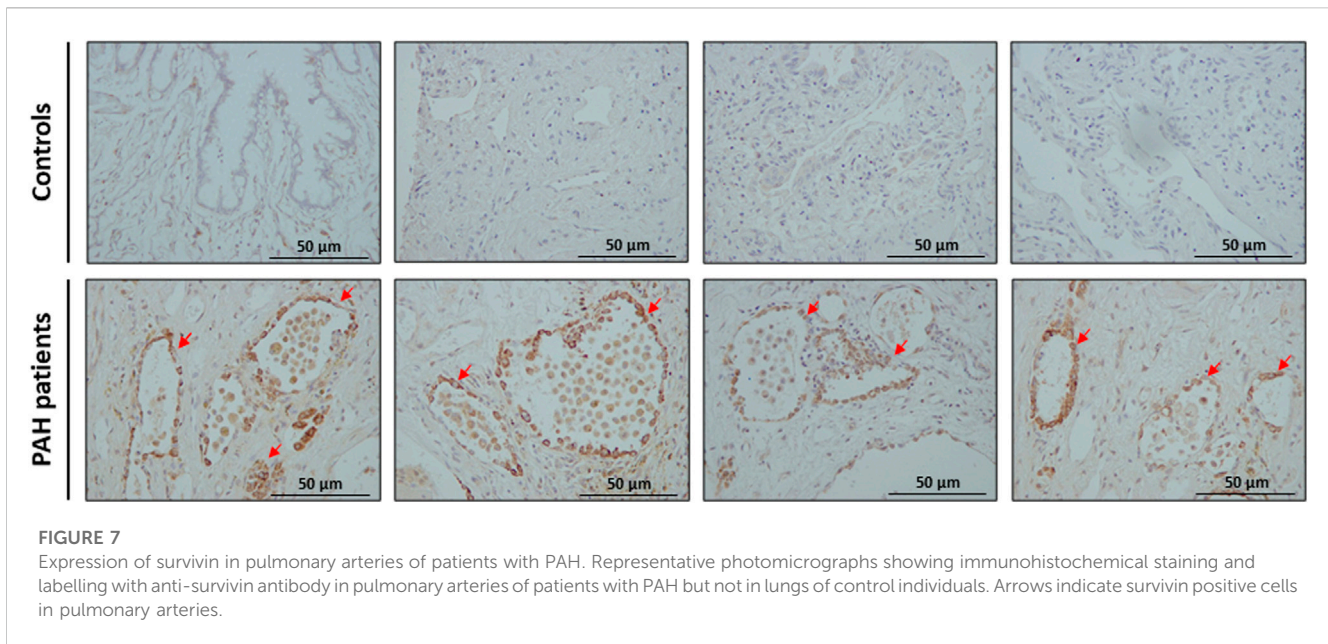 Controls
50 μm
50 μm
50 μm
50 μm
PAH patients
50 μm
50 μm
50 μm
50 μm
FIGURE 7
Expression of survivin in pulmonary arteries of patients with PAH. Representative photomicrographs showing immunohistochemical staining and
labelling with anti-survivin antibody in pulmonary arteries of patients with PAH but not in lungs of control individuals. Arrows indicate survivin positive cells
in pulmonary arteries.